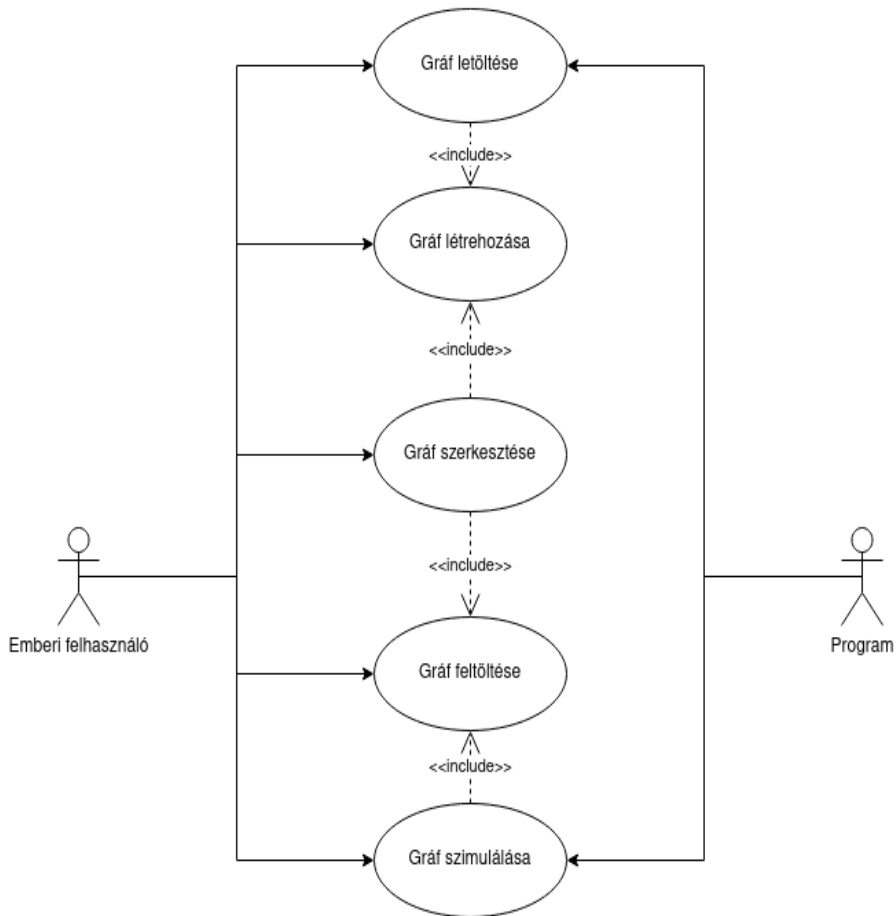 Gráf letöltése
<<include>>
Gráf létrehozása
<<include>>
Gráf szerkesztése
<<include>>
Emberi felhasználó
Program
Gráf feltöltése
<<include>>
Gráf szimulálása